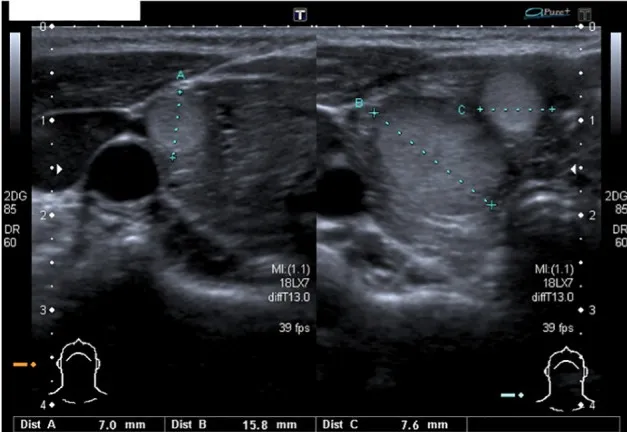 T
aPure+
T
0
0
A
B
C
1
1
2DG
85
DR
60
2DG
85
DR
60
2
2
MI:(1.1)
18LX7
diffT13.0
39 fps
MI:(1.1)
18LX7
diffT13.0
39 fps
3
3
4
4
Dist A 7.0 mm Dist B 15.8 mm Dist C 7.6 mm